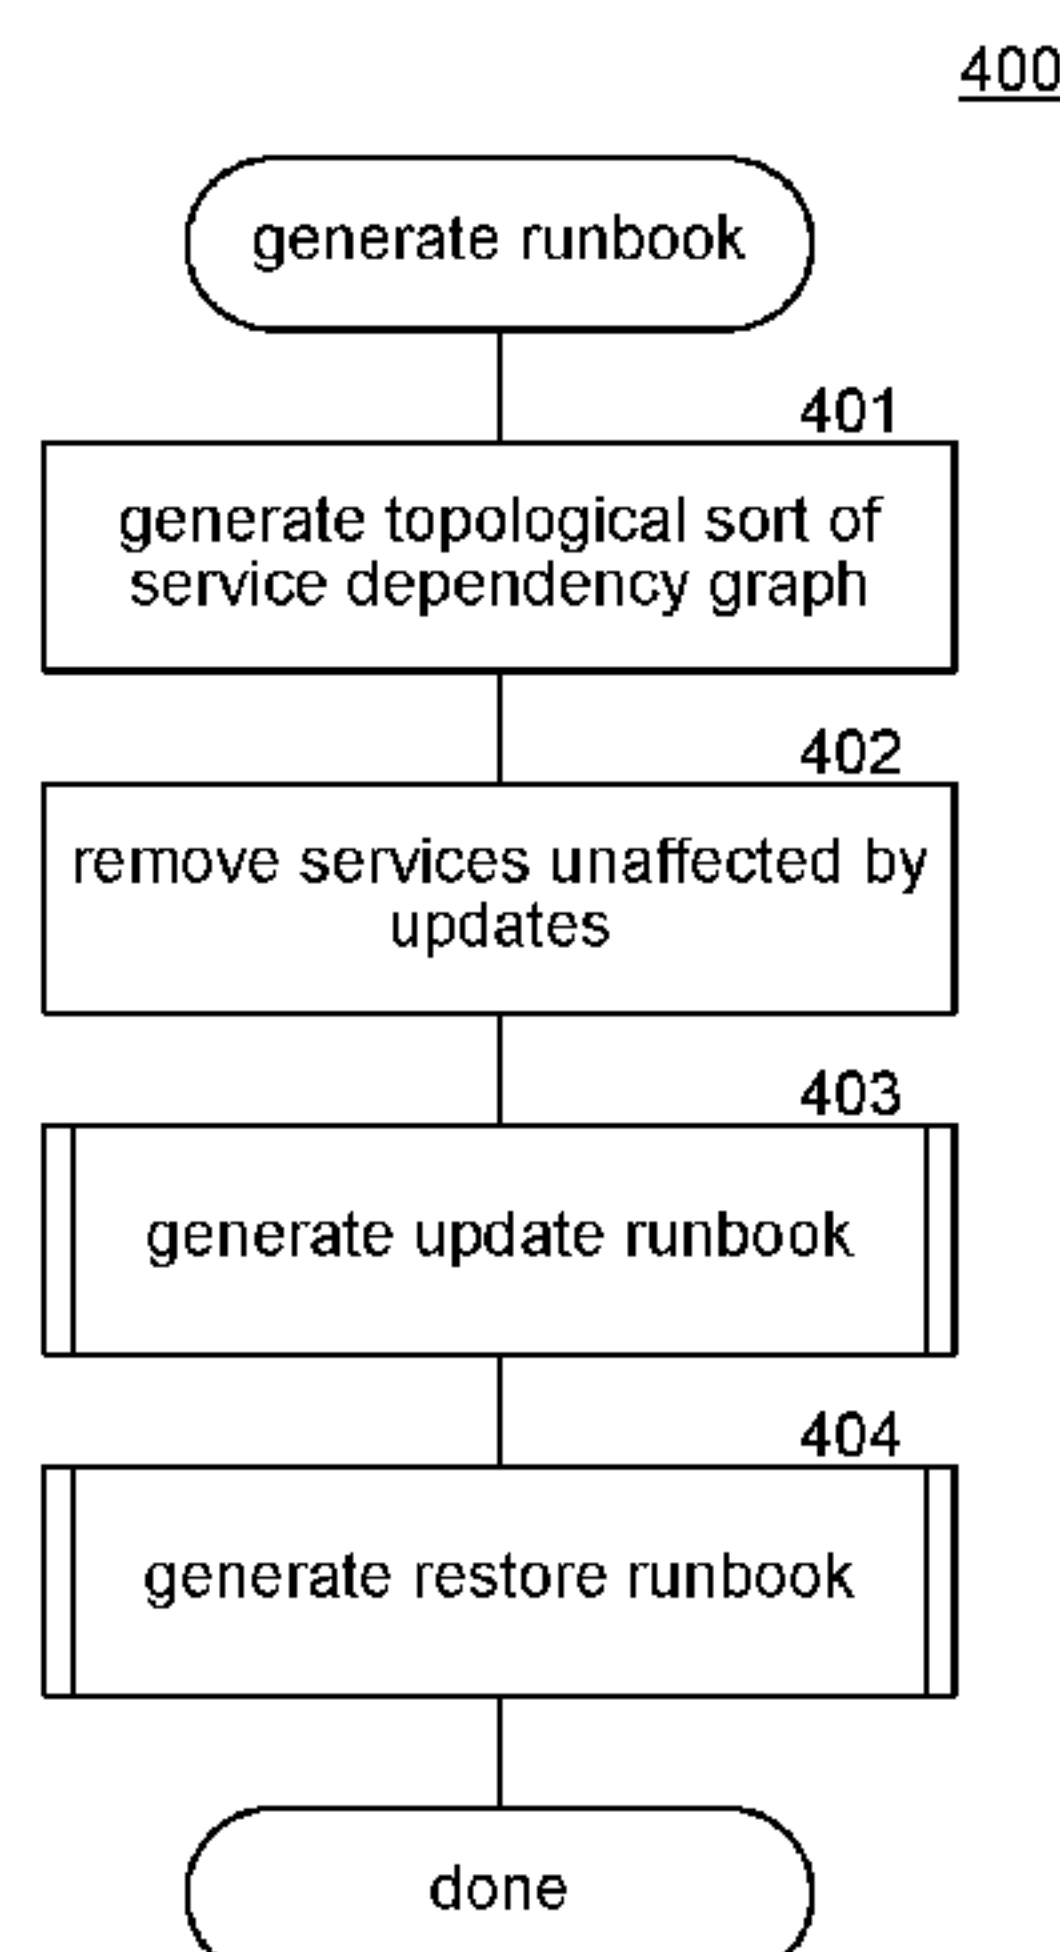 400
generate runbook
401
generate topological sort of
service dependency graph
402
remove services unaffected by
updates
403
generate update runbook
404
generate restore runbook
done